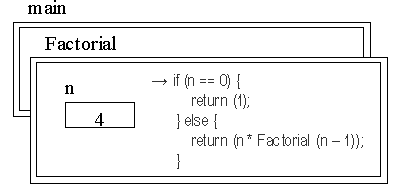 main
Factorial
n
4
→ if (n == 0) {
return (1);
} else {
return (n * Factorial (n – 1));
}